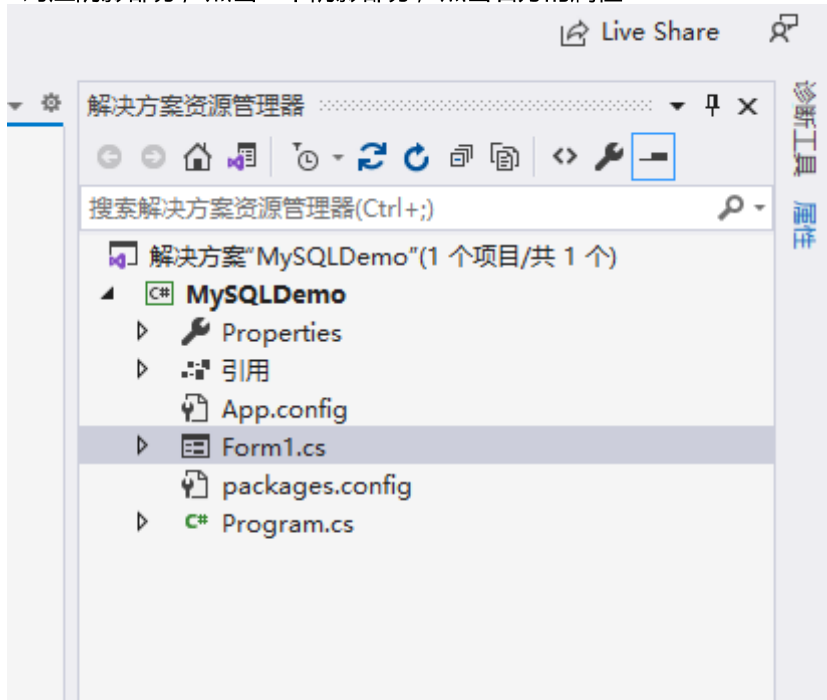 Live Share
解决方案资源管理器
搜索解决方案资源管理器(Ctrl+;)
解决方案"MySQLDemo"(1 个项目/共 1 个)
C# MySQLDemo
Properties
引用
App.config
Form1.cs
packages.config
C# Program.cs
诊断工具
属性